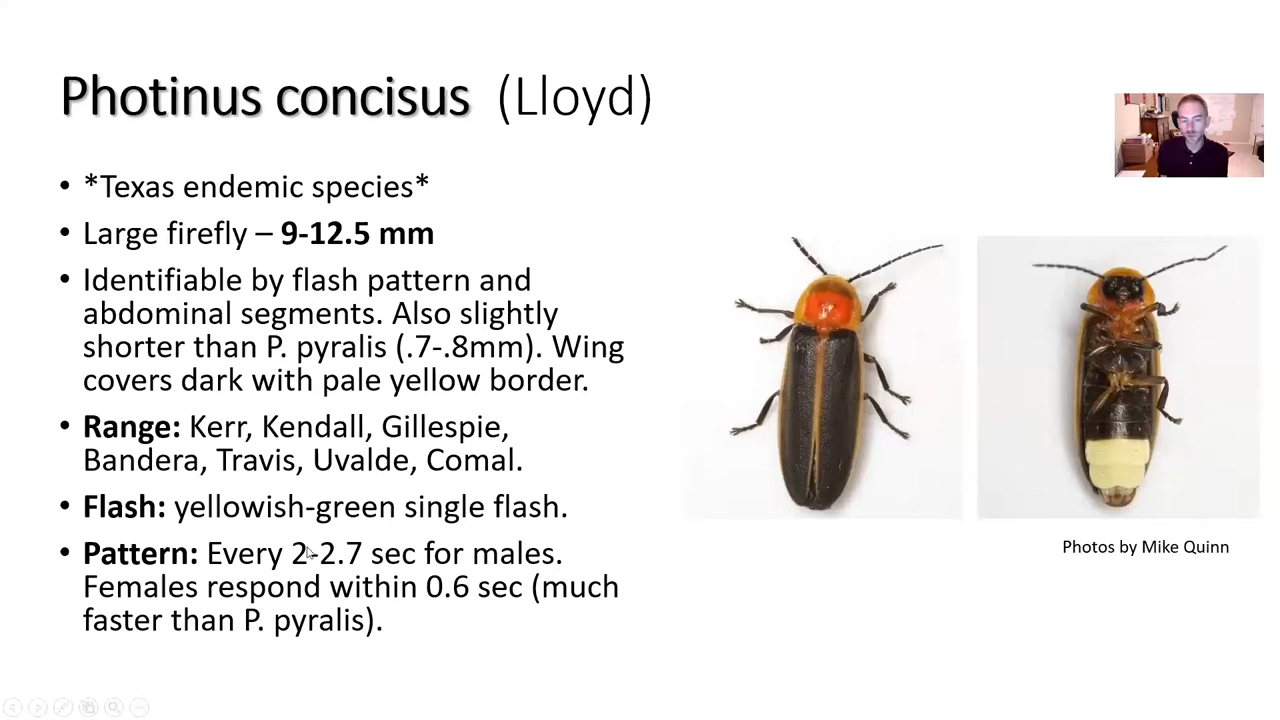 Photinus concisus (Lloyd)
• *Texas endemic species*
• Large firefly – 9-12.5 mm
• Identifiable by flash pattern and
abdominal segments. Also slightly
shorter than P. pyralis (.7-.8mm). Wing
covers dark with pale yellow border.
• Range: Kerr, Kendall, Gillespie,
Bandera, Travis, Uvalde, Comal.
• Flash: yellowish-green single flash.
• Pattern: Every 2-2.7 sec for males.
Females respond within 0.6 sec (much
faster than P. pyralis).
Photos by Mike Quinn